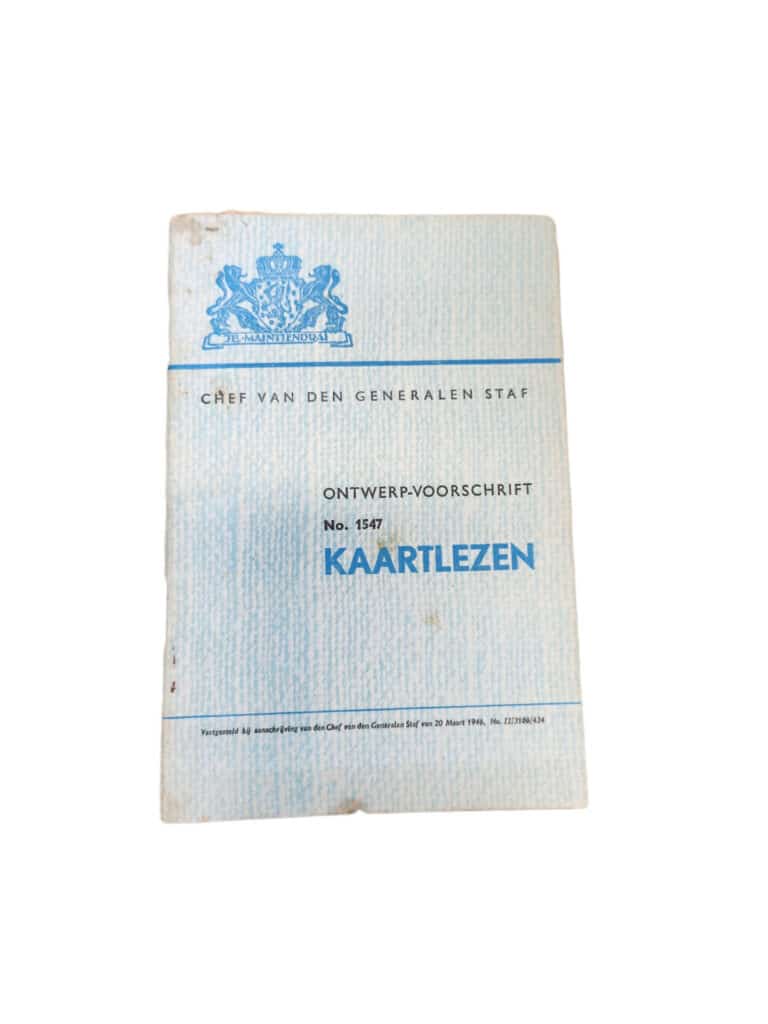 JE·MAINTIENDRAI
CHEF VAN DEN GENERALEN STAF
ONTWERP-VOORSCHRIFT
No. 1547
KAARTLEZEN
Vastgesteld bij aanschrijving van den Chef van den Generalen Staf van 20 Maart 1946, No.